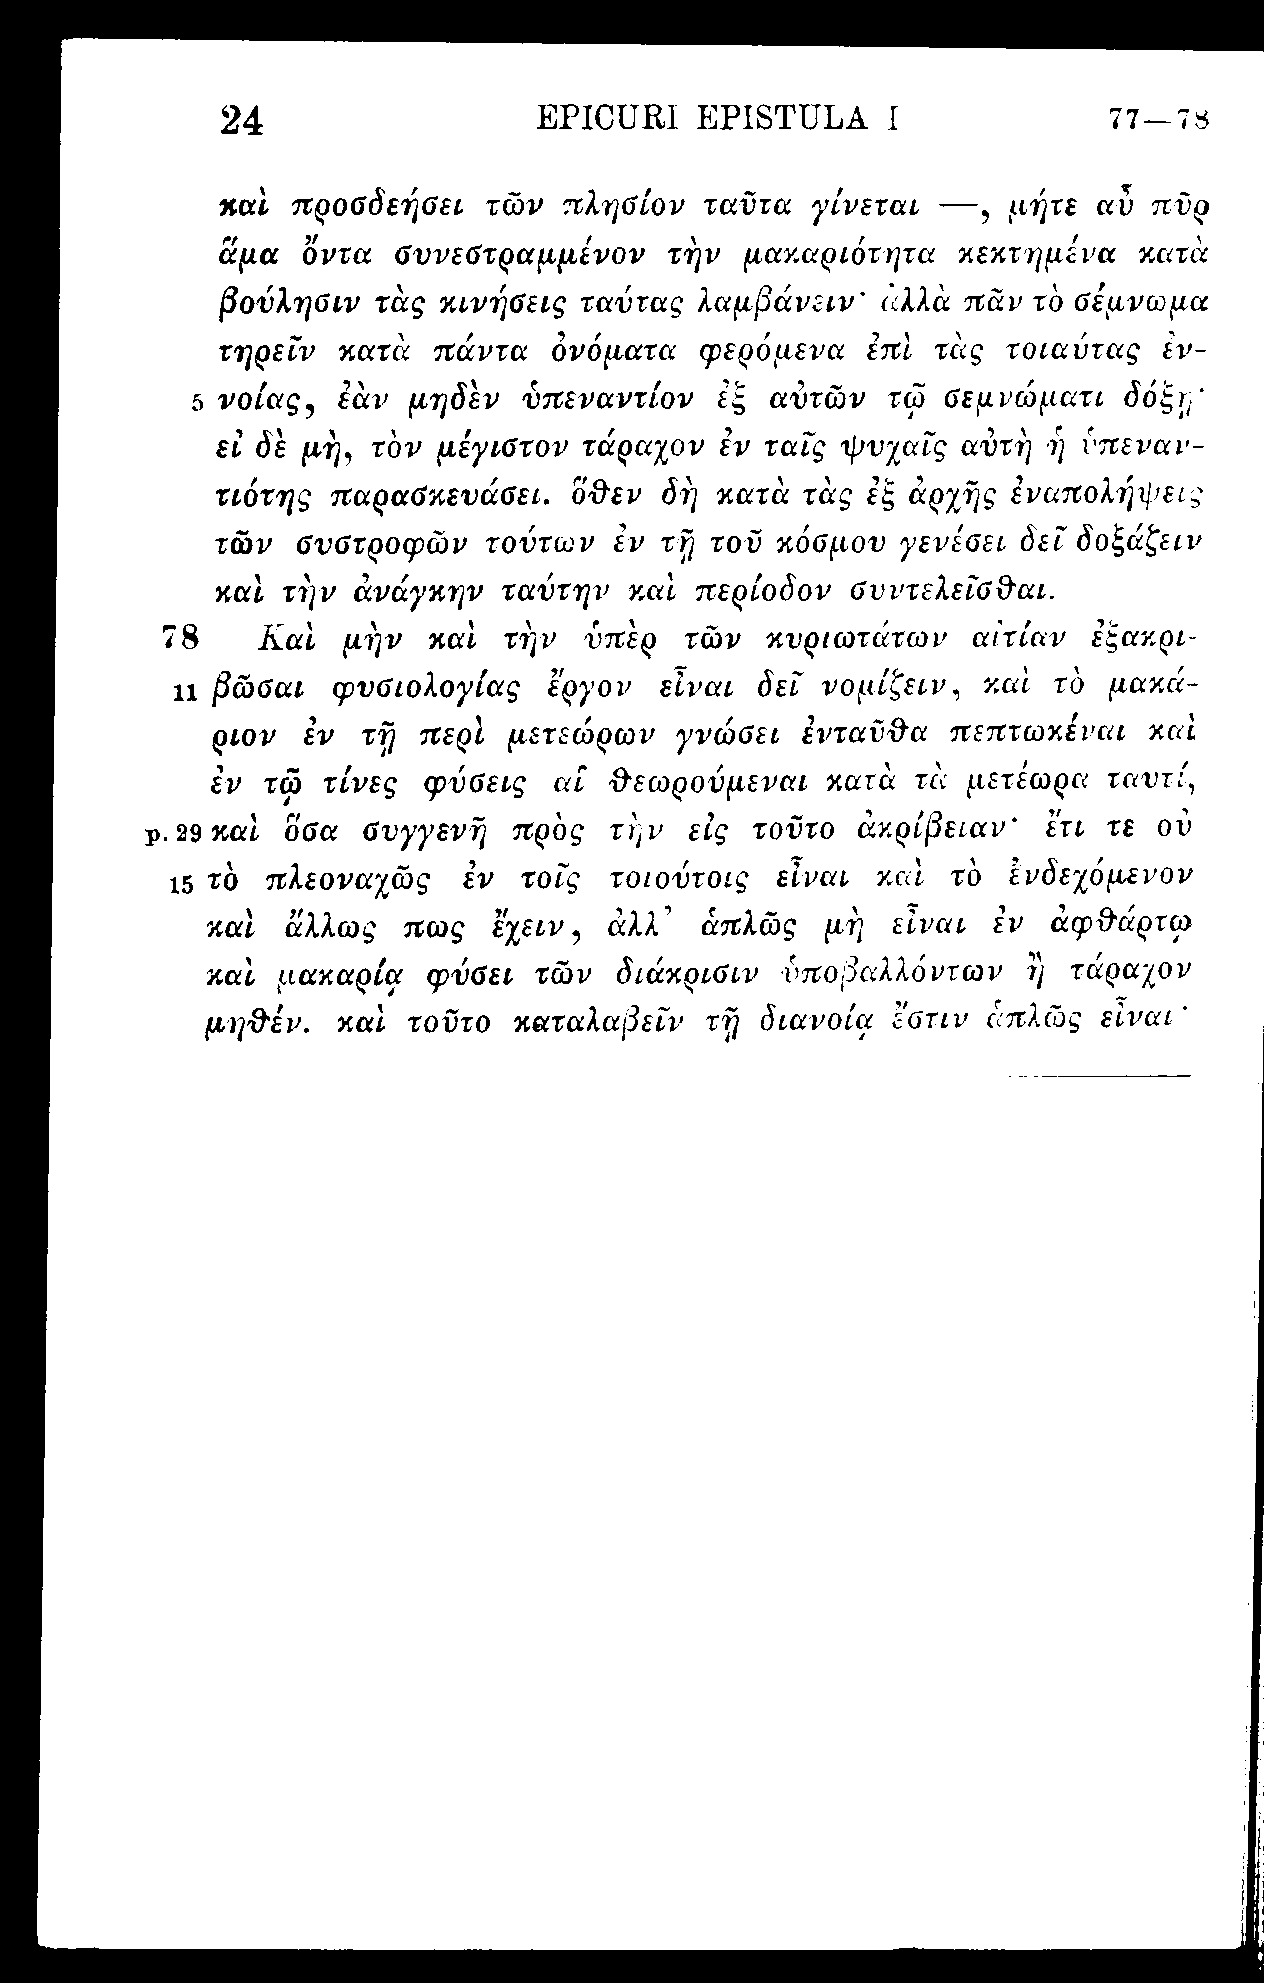 24 EPICURI EPISTULA I 77—78
καὶ προσδεήσει τῶν πλησίον ταῦτα γίνεται —, μήτε αὖ πῦρ
ἅμα ὄντα συνεστραμμένον τὴν μακαριότητα κεκτημένα κατὰ
βούλησιν τὰς κινήσεις ταύτας λαμβάνειν· ἀλλὰ πᾶν τὸ σέμνωμα
τηρεῖν κατὰ πάντα ὀνόματα φερόμενα ἐπὶ τὰς τοιαύτας ἐν-
5 νοίας, ἐὰν μηδὲν ὑπεναντίον ἐξ αὐτῶν τῷ σεμνώματι δόξῃ·
εἰ δὲ μὴ, τὸν μέγιστον τάραχον ἐν ταῖς ψυχαῖς αὐτὴ ἡ ὑπεναν-
τιότης παρασκευάσει. ὅθεν δὴ κατὰ τὰς ἐξ ἀρχῆς ἐναπολήψεις
τῶν συστροφῶν τούτων ἐν τῇ τοῦ κόσμου γενέσει δεῖ δοξάζειν
καὶ τὴν ἀνάγκην ταύτην καὶ περίοδον συντελεῖσθαι.
78 Καὶ μὴν καὶ τὴν ὑπὲρ τῶν κυριωτάτων αἰτίαν ἐξακρι-
11 βῶσαι φυσιολογίας ἔργον εἶναι δεῖ νομίζειν, καὶ τὸ μακά-
ριον ἐν τῇ περὶ μετεώρων γνώσει ἐνταῦθα πεπτωκέναι καὶ
ἐν τῷ τίνες φύσεις αἳ θεωρούμεναι κατὰ τὰ μετέωρα ταυτί,
p. 29 καὶ ὅσα συγγενῆ πρὸς τὴν εἰς τοῦτο ἀκρίβειαν· ἔτι τε οὐ
15 τὸ πλεοναχῶς ἐν τοῖς τοιούτοις εἶναι καὶ τὸ ἐνδεχόμενον
καὶ ἄλλως πως ἔχειν, ἀλλ’ ἁπλῶς μὴ εἶναι ἐν ἀφθάρτῳ
καὶ μακαρίᾳ φύσει τῶν διάκρισιν ὑποβαλλόντων ἢ τάραχον
μηθέν. καὶ τοῦτο καταλαβεῖν τῇ διανοίᾳ ἔστιν ἁπλῶς εἶναι·